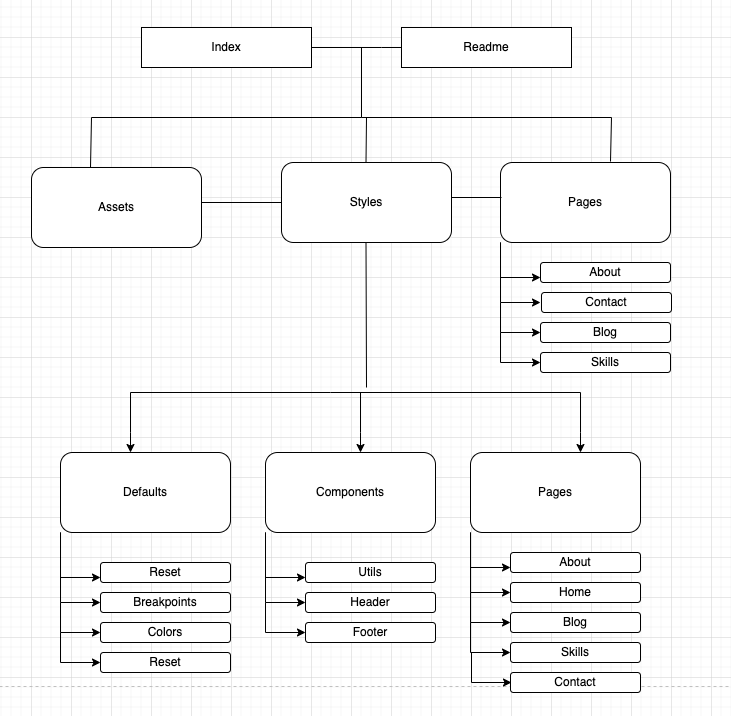 Index
Readme
Assets
Styles
Pages
About
Contact
Blog
Skills
Defaults
Components
Pages
Reset
Breakpoints
Colors
Reset
Utils
Header
Footer
About
Home
Blog
Skills
Contact